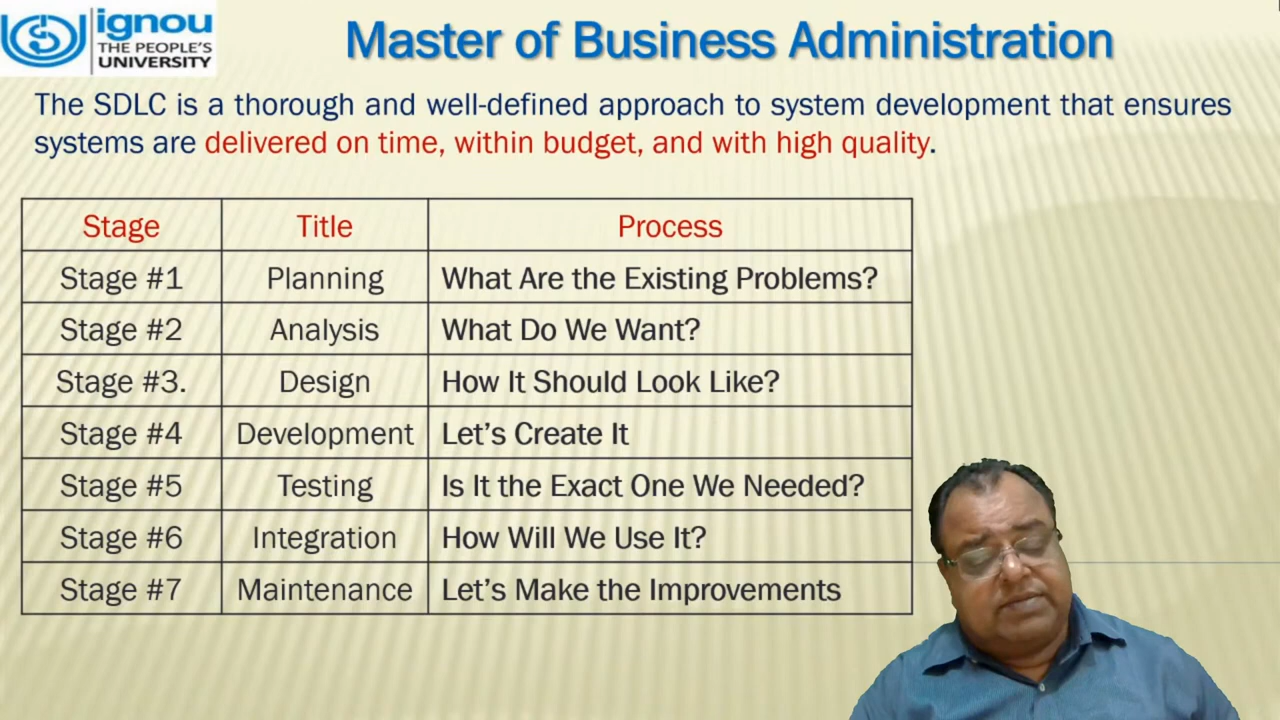 ignou
THE PEOPLE'S
UNIVERSITY
Master of Business Administration
The SDLC is a thorough and well-defined approach to system development that ensures
systems are delivered on time, within budget, and with high quality.
Stage Title Process
Stage #1 Planning What Are the Existing Problems?
Stage #2 Analysis What Do We Want?
Stage #3. Design How It Should Look Like?
Stage #4 Development Let's Create It
Stage #5 Testing Is It the Exact One We Needed?
Stage #6 Integration How Will We Use It?
Stage #7 Maintenance Let's Make the Improvements